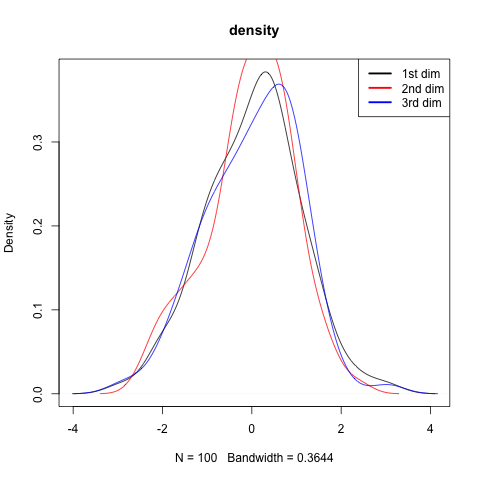 density
1st dim
2nd dim
3rd dim
Density
0.0
0.1
0.2
0.3
-4
-2
0
2
4
N = 100 Bandwidth = 0.3644